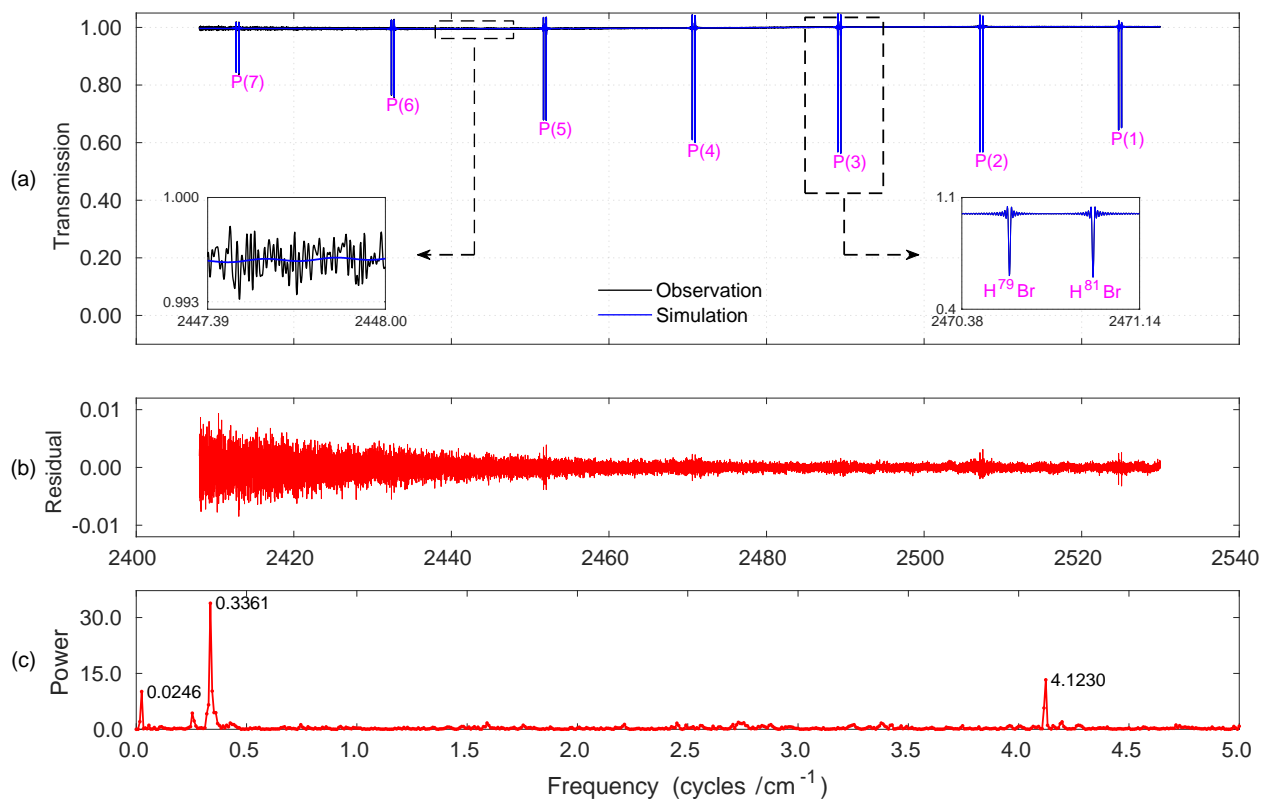 (a)
Transmission
1.00
0.80
0.60
0.40
0.20
0.00
P(7)
P(6)
P(5)
P(4)
P(3)
P(2)
P(1)
1.000
0.993
2447.39
2448.00
Observation
Simulation
1.1
0.4
H⁷⁹Br
H⁸¹Br
2470.38
2471.14
(b)
Residual
0.01
0.00
-0.01
2400
2420
2440
2460
2480
2500
2520
2540
(c)
Power
30.0
15.0
0.0
0.0246
0.3361
4.1230
0.0
0.5
1.0
1.5
2.0
2.5
3.0
3.5
4.0
4.5
5.0
Frequency (cycles /cm⁻¹)